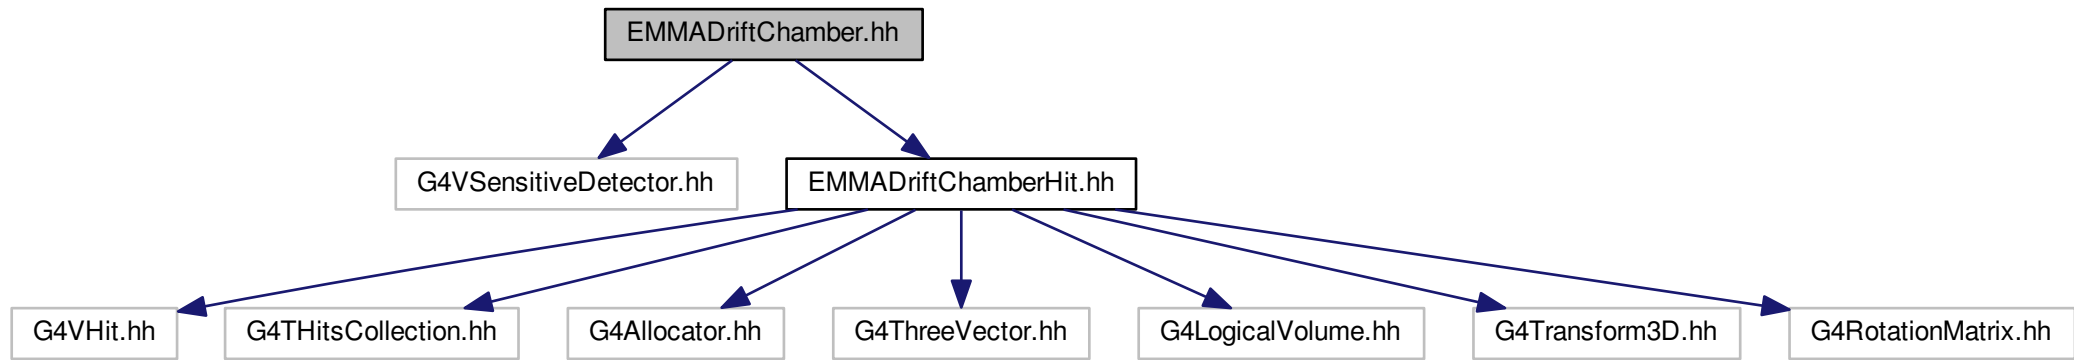 EMMADriftChamber.hh
G4VSensitiveDetector.hh
EMMADriftChamberHit.hh
G4VHit.hh
G4THitsCollection.hh
G4Allocator.hh
G4ThreeVector.hh
G4LogicalVolume.hh
G4Transform3D.hh
G4RotationMatrix.hh